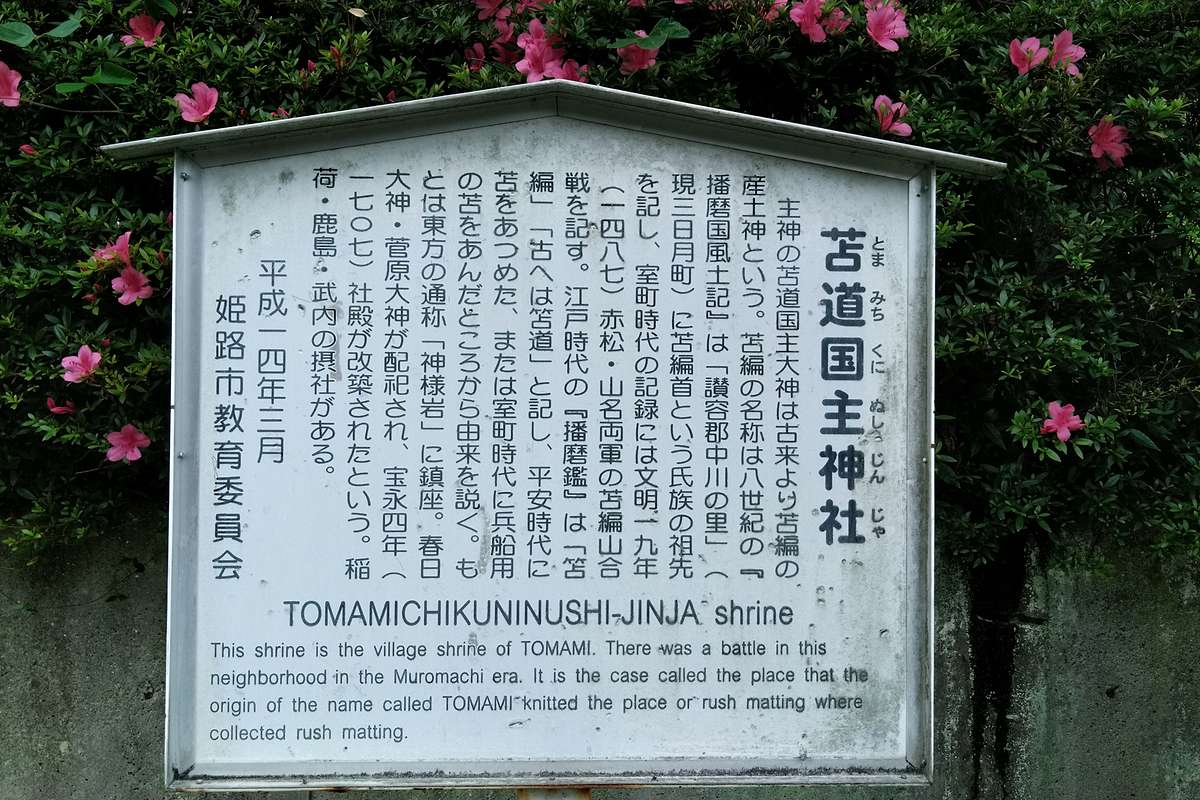 苫道国主神社
とま みち くに ぬしっ じん じゃ
主神の苫道国主大神は古来より苫編の
産土神という。苫編の名称は八世紀の『
播磨国風土記』は「讃容郡中川の里」（
現三日月町）に苫編首という氏族の祖先
を記し、室町時代の記録には文明一九年
（一四八七）赤松・山名両軍の苫編山合
戦を記す。江戸時代の『播磨鑑』は「笘
編」「古へは笘道」と記し、平安時代に
苫をあつめた、または室町時代に兵船用
の苫をあんだところから由来を説く。も
とは東方の通称「神様岩」に鎮座。春日
大神・菅原大神が配祀され、宝永四年（
一七〇七）社殿が改築されたという。稲
荷・鹿島・武内の摂社がある。
平成一四年三月
姫路市教育委員会
TOMAMICHIKUNINUSHI-JINJA shrine
This shrine is the village shrine of TOMAMI. There was a battle in this
neighborhood in the Muromachi era. It is the case called the place that the
origin of the name called TOMAMI knitted the place or rush matting where
collected rush matting.